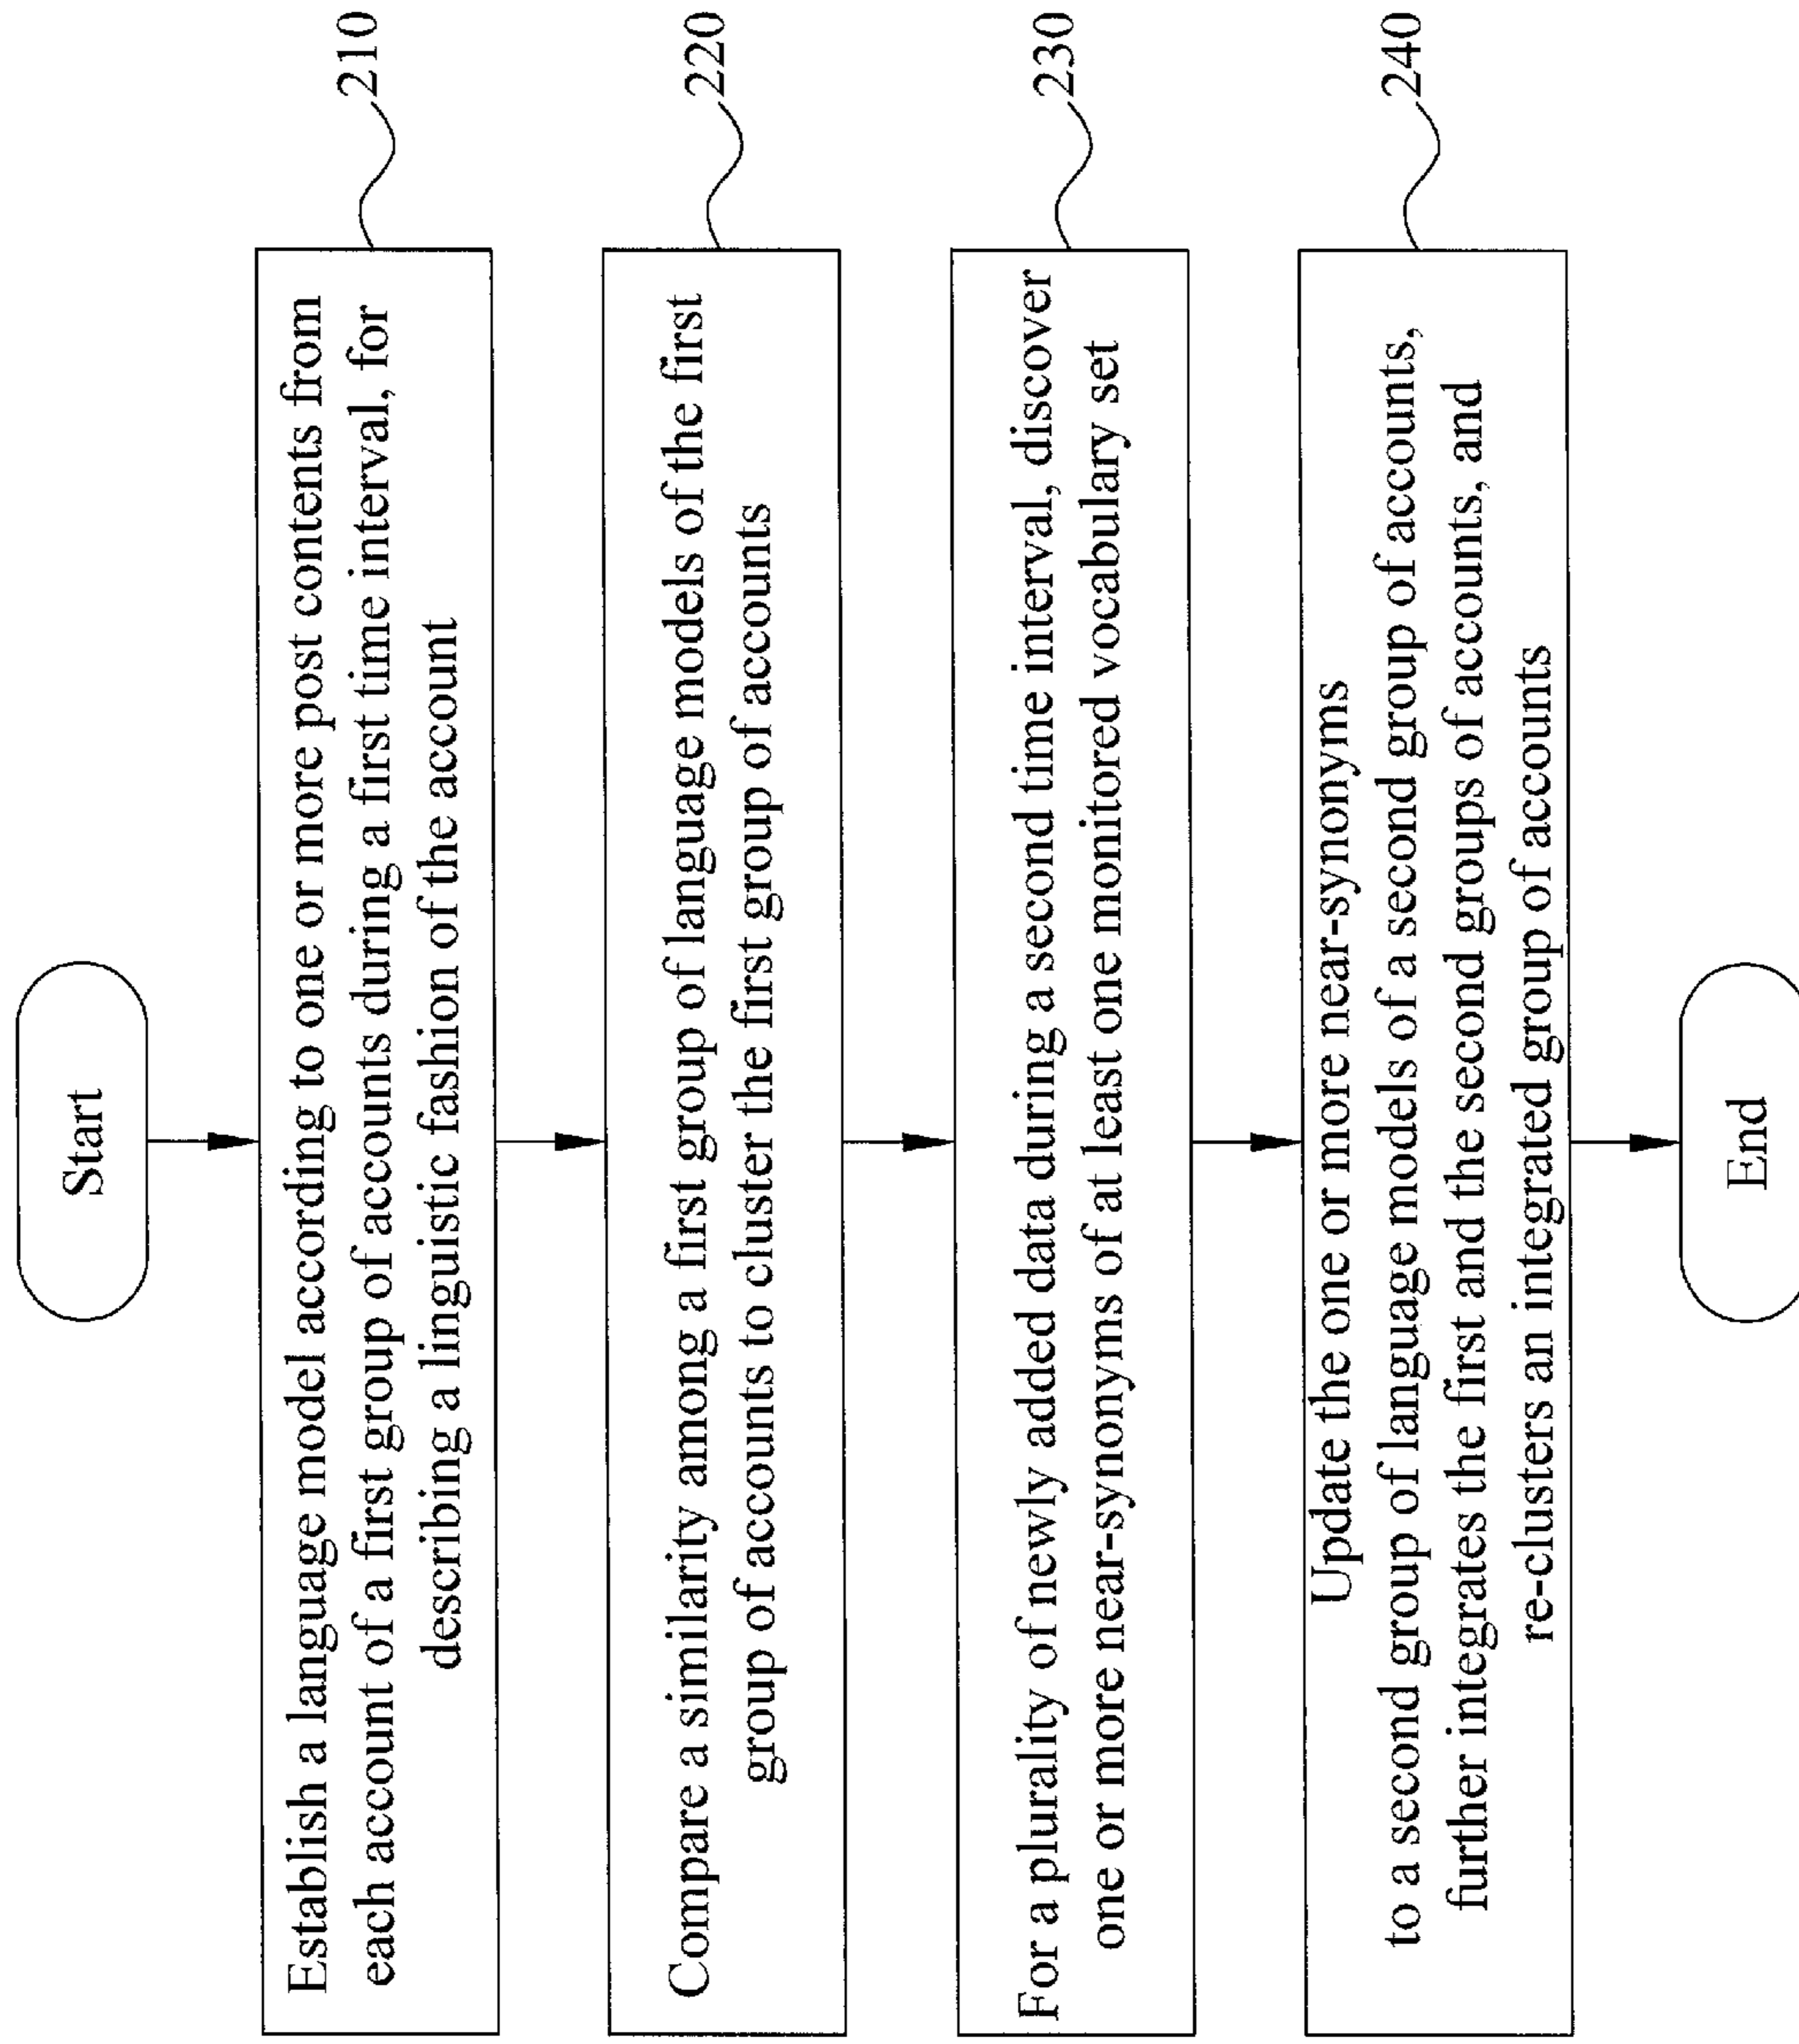 Start
Establish a language model according to one or more post contents from
each account of a first group of accounts during a first time interval, for
describing a linguistic fashion of the account
210
Compare a similarity among a first group of language models of the first
group of accounts to cluster the first group of accounts
220
For a plurality of newly added data during a second time interval, discover
one or more near-synonyms of at least one monitored vocabulary set
230
Update the one or more near-synonyms
to a second group of language models of a second group of accounts,
further integrates the first and the second groups of accounts, and
re-clusters an integrated group of accounts
240
End